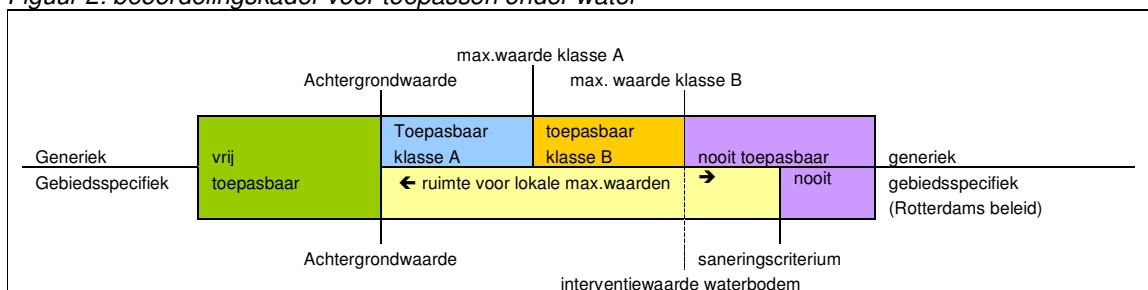 Figuur 2: beoordelingskader voor toepassen onder water
max.waarde klasse A
Achtergrondwaarde
max. waarde klasse B
Toepasbaar
klasse A
toepasbaar
klasse B
Generiek
vrij
nooit toepasbaar
generiek
Gebiedsspecifiek
toepasbaar
🡸 ruimte voor lokale max.waarden
🡺
nooit
gebiedsspecifiek
(Rotterdams beleid)
Achtergrondwaarde
saneringscriterium
interventiewaarde waterbodem